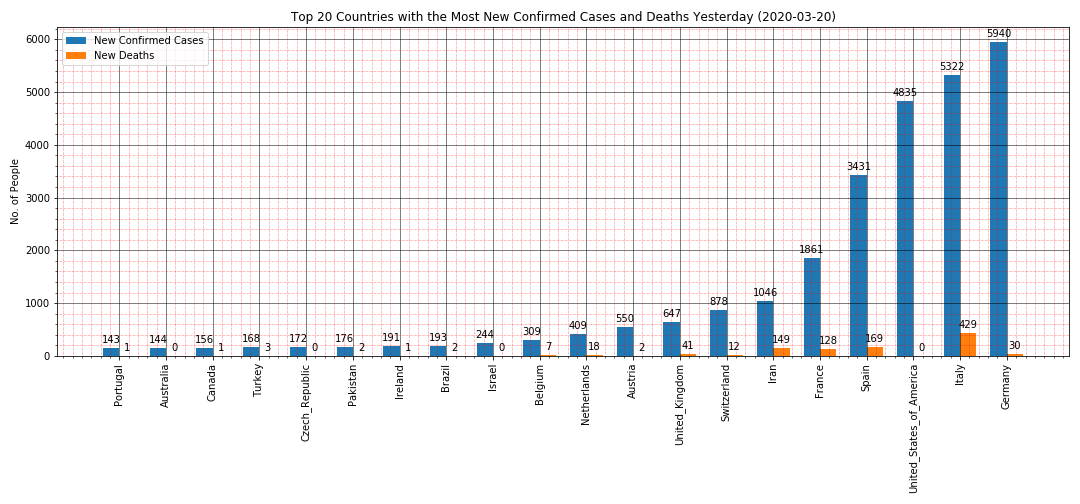 Top 20 Countries with the Most New Confirmed Cases and Deaths Yesterday (2020-03-20)
New Confirmed Cases
New Deaths
No. of People
6000
5000
4000
3000
2000
1000
0
143 1
144 0
156 1
168 3
172 0
176 2
191 1
193 2
244 0
309 7
409 18
550 2
647 41
878 12
1046 149
1861 128
3431 169
4835 0
5322 429
5940 30
Portugal
Australia
Canada
Turkey
Czech_Republic
Pakistan
Ireland
Brazil
Israel
Belgium
Netherlands
Austria
United_Kingdom
Switzerland
Iran
France
Spain
United_States_of_America
Italy
Germany